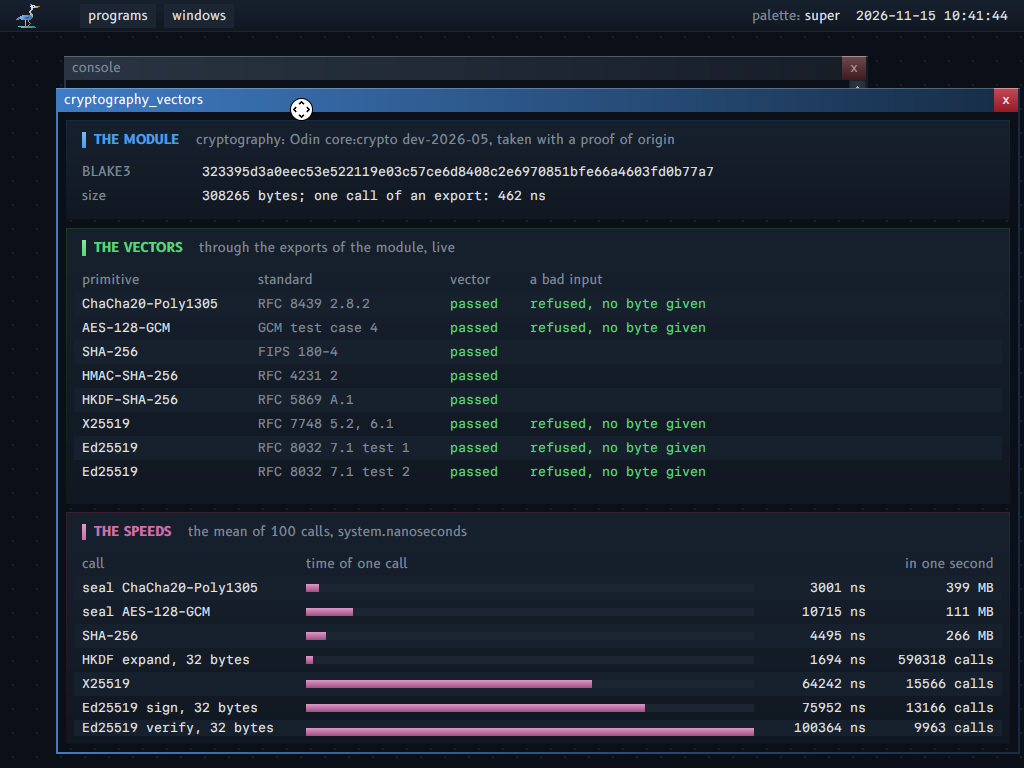 programs windows palette: super 2026-11-15 10:41:44
console x
cryptography_vectors x
THE MODULE cryptography: Odin core:crypto dev-2026-05, taken with a proof of origin
BLAKE3 323395d3a0eec53e522119e03c57ce6d8408c2e6970851bfe66a4603fd0b77a7
size 308265 bytes; one call of an export: 462 ns
THE VECTORS through the exports of the module, live
primitive standard vector a bad input
ChaCha20-Poly1305 RFC 8439 2.8.2 passed refused, no byte given
AES-128-GCM GCM test case 4 passed refused, no byte given
SHA-256 FIPS 180-4 passed
HMAC-SHA-256 RFC 4231 2 passed
HKDF-SHA-256 RFC 5869 A.1 passed
X25519 RFC 7748 5.2, 6.1 passed refused, no byte given
Ed25519 RFC 8032 7.1 test 1 passed refused, no byte given
Ed25519 RFC 8032 7.1 test 2 passed refused, no byte given
THE SPEEDS the mean of 100 calls, system.nanoseconds
call time of one call in one second
seal ChaCha20-Poly1305 3001 ns 399 MB
seal AES-128-GCM 10715 ns 111 MB
SHA-256 4495 ns 266 MB
HKDF expand, 32 bytes 1694 ns 590318 calls
X25519 64242 ns 15566 calls
Ed25519 sign, 32 bytes 75952 ns 13166 calls
Ed25519 verify, 32 bytes 100364 ns 9963 calls